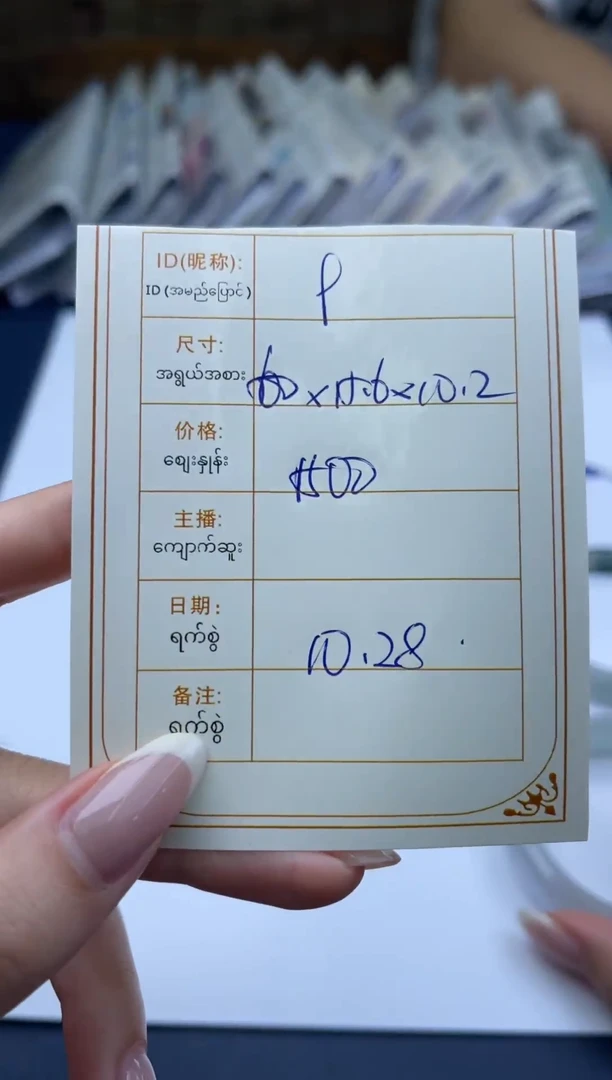 ID(昵称):
ID (အမည်ပြောင်)
P
尺寸:
အရွယ်အစား
价格:
ဈေးနှုန်း
主播:
ကျောက်ဆူး
日期:
ရက်စွဲ
10.28
备注:
ရက်စွဲ